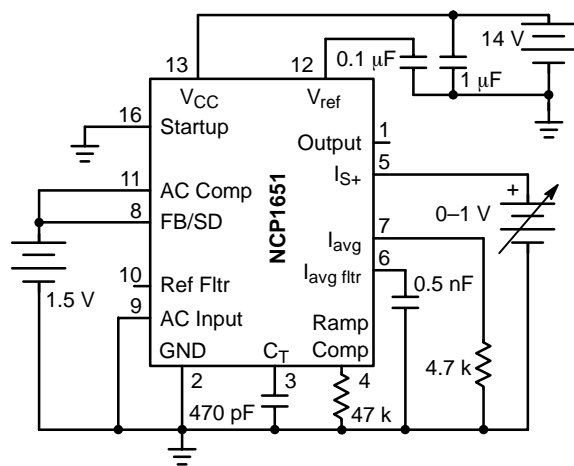 14 V
13
12
0.1 μF
1 μF
VCC
Vref
16
Startup
Output
1
5
IS+
11
AC Comp
+
8
FB/SD
NCP1651
0–1 V
Iavg
7
10
Ref Fltr
Iavg fltr
6
0.5 nF
1.5 V
9
AC Input
Ramp
Comp
GND
CT
4.7 k
2
3
4
470 pF
47 k